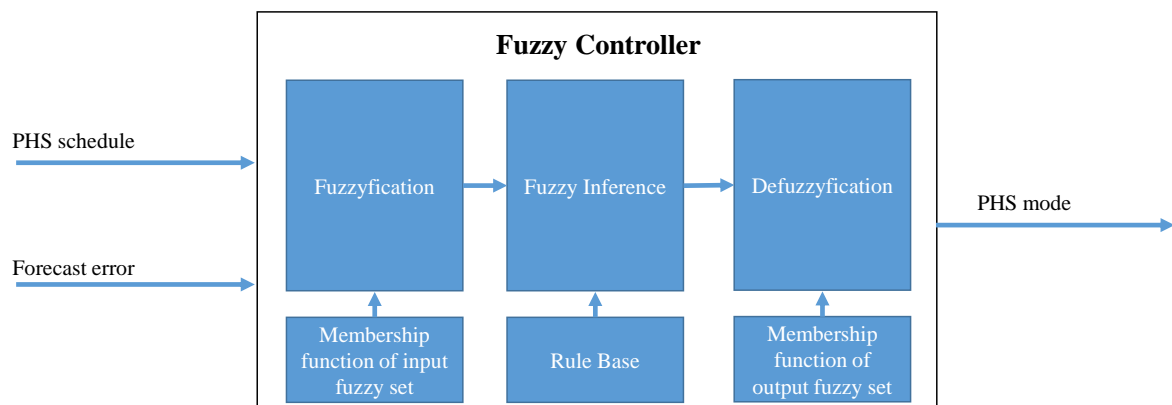 Fuzzy Controller
PHS schedule
Forecast error
Fuzzyfication
Fuzzy Inference
Defuzzyfication
PHS mode
Membership
function of input
fuzzy set
Rule Base
Membership
function of
output fuzzy set